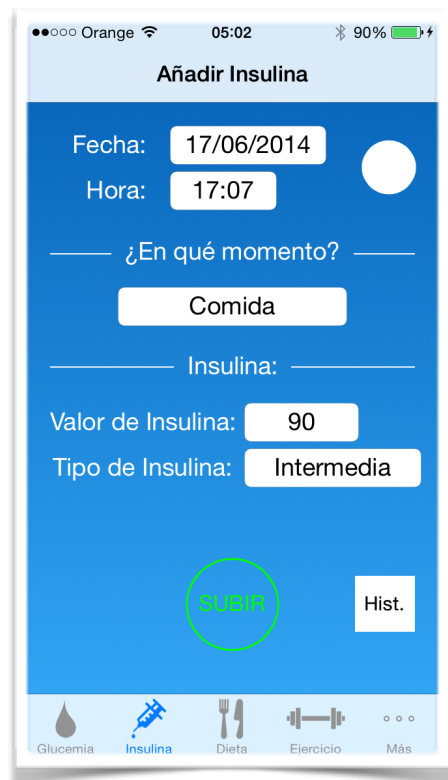 Orange 05:02 90%
Añadir Insulina
Fecha: 17/06/2014
Hora: 17:07
¿En qué momento?
Comida
Insulina:
Valor de Insulina: 90
Tipo de Insulina: Intermedia
SUBIR Hist.
Glucemia Insulina Dieta Ejercicio Más